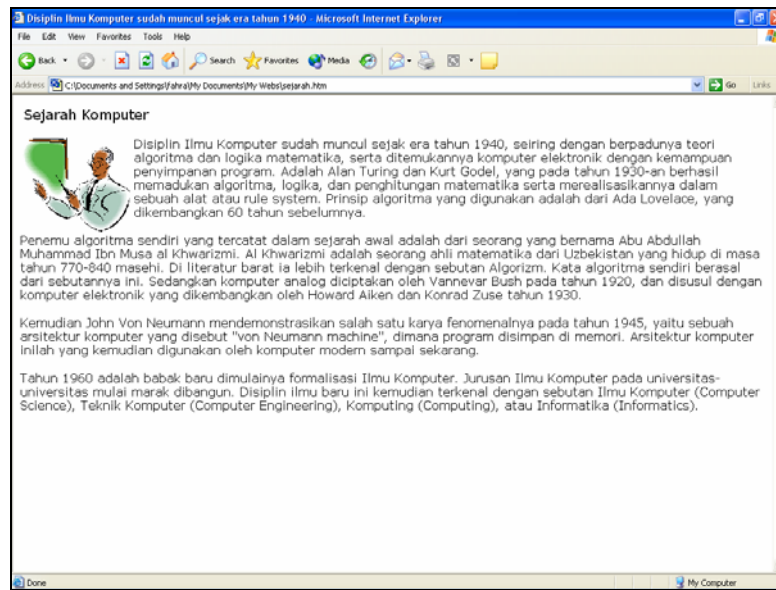 Disiplin Ilmu Komputer sudah muncul sejak era tahun 1940 - Microsoft Internet Explorer
File Edit View Favorites Tools Help
Back Search Favorites Media
Address C:\Documents and Settings\fahra\My Documents\My Webs\sejarah.htm Go Links
Sejarah Komputer
Disiplin Ilmu Komputer sudah muncul sejak era tahun 1940, seiring dengan berpadunya teori
algoritma dan logika matematika, serta ditemukannya komputer elektronik dengan kemampuan
penyimpanan program. Adalah Alan Turing dan Kurt Godel, yang pada tahun 1930-an berhasil
memadukan algoritma, logika, dan penghitungan matematika serta merealisasikannya dalam
sebuah alat atau rule system. Prinsip algoritma yang digunakan adalah dari Ada Lovelace, yang
dikembangkan 60 tahun sebelumnya.
Penemu algoritma sendiri yang tercatat dalam sejarah awal adalah dari seorang yang bernama Abu Abdullah
Muhammad Ibn Musa al Khwarizmi. Al Khwarizmi adalah seorang ahli matematika dari Uzbekistan yang hidup di masa
tahun 770-840 masehi. Di literatur barat ia lebih terkenal dengan sebutan Algorizm. Kata algoritma sendiri berasal
dari sebutannya ini. Sedangkan komputer analog diciptakan oleh Vannevar Bush pada tahun 1920, dan disusul dengan
komputer elektronik yang dikembangkan oleh Howard Aiken dan Konrad Zuse tahun 1930.
Kemudian John Von Neumann mendemonstrasikan salah satu karya fenomenalnya pada tahun 1945, yaitu sebuah
arsitektur komputer yang disebut "von Neumann machine", dimana program disimpan di memori. Arsitektur komputer
inilah yang kemudian digunakan oleh komputer modern sampai sekarang.
Tahun 1960 adalah babak baru dimulainya formalisasi Ilmu Komputer. Jurusan Ilmu Komputer pada universitas-
universitas mulai marak dibangun. Disiplin ilmu baru ini kemudian terkenal dengan sebutan Ilmu Komputer (Computer
Science), Teknik Komputer (Computer Engineering), Komputing (Computing), atau Informatika (Informatics).
Done My Computer